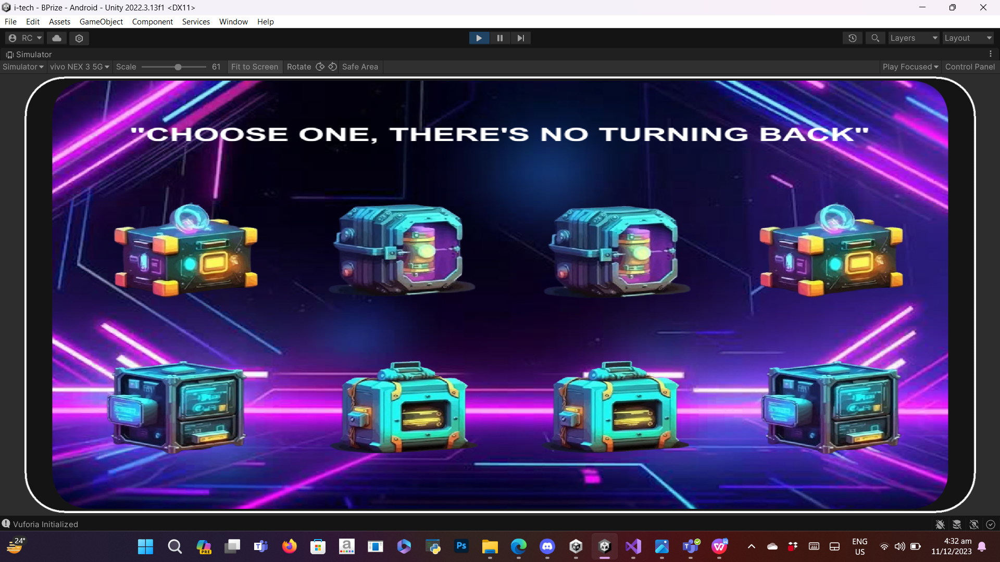 i-tech - BPrize - Android - Unity 2022.3.13f1 <DX11>
File Edit Assets GameObject Component Services Window Help
RC Layers Layout
Simulator
Simulator vivo NEX 3 5G Scale 61 Fit to Screen Rotate Safe Area Play Focused Control Panel
"CHOOSE ONE, THERE'S NO TURNING BACK"
Vuforia Initialized
24°
PRE
Ps
ENG
US
4:32 am
11/12/2023